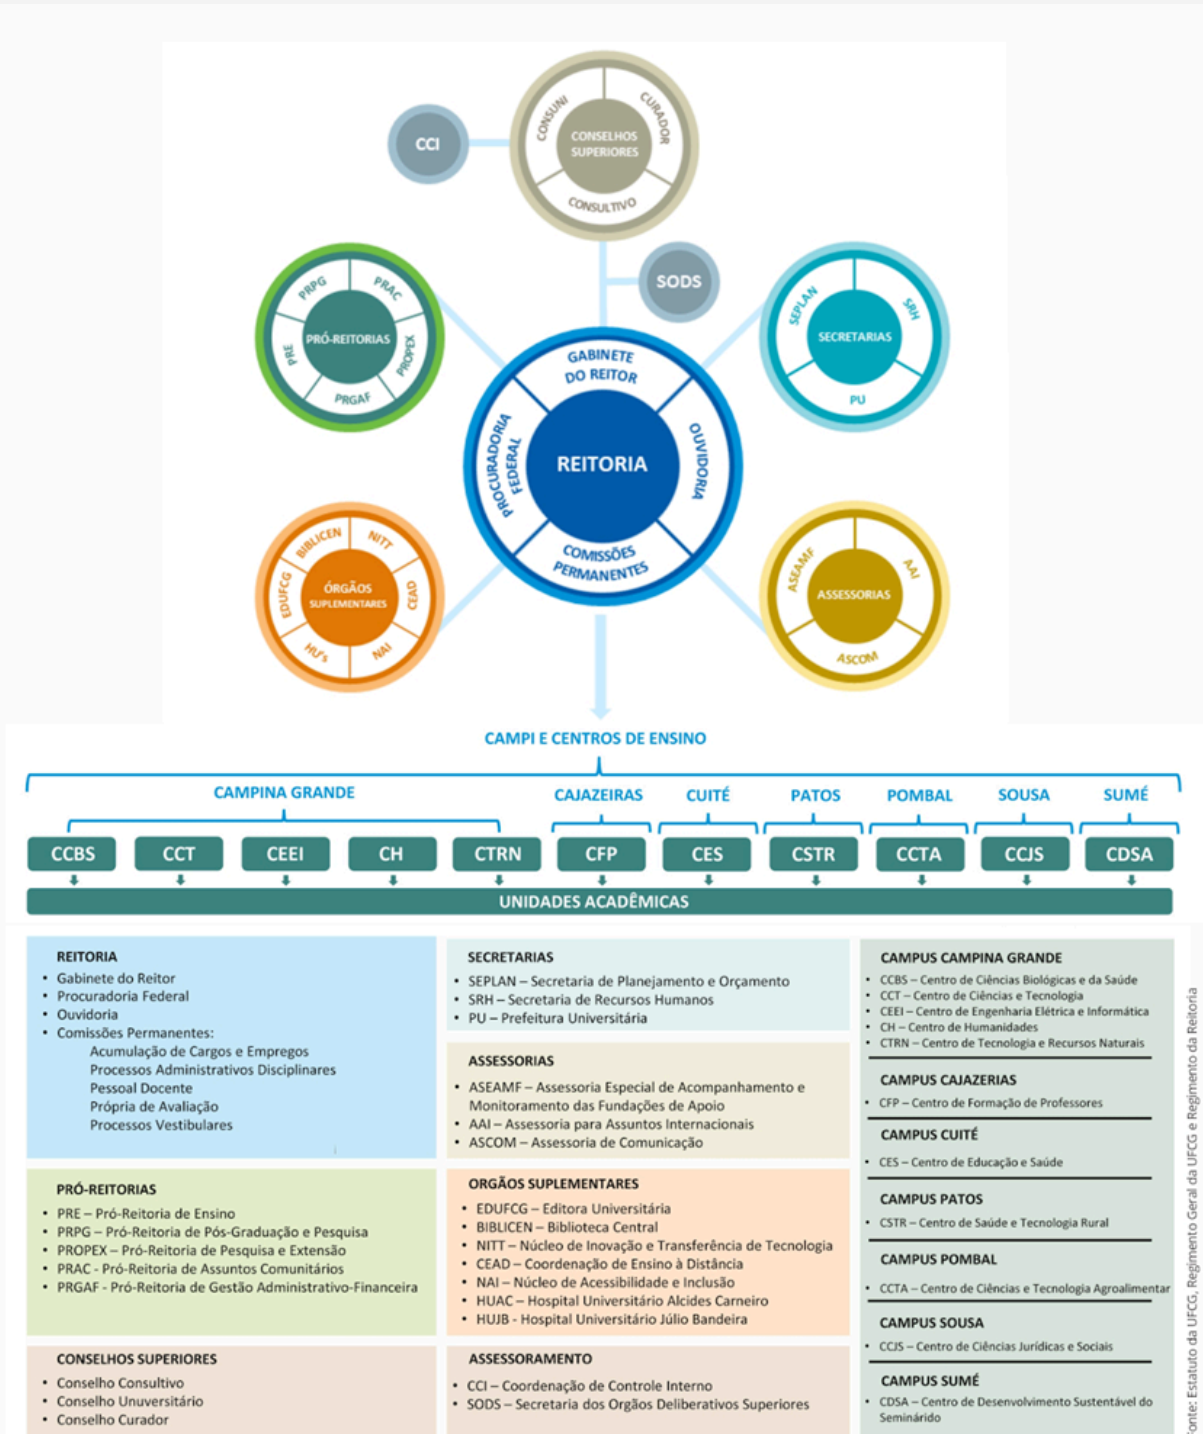 CCI
CONSUNI
CURADOR
CONSELHOS
SUPERIORES
CONSULTIVO
SODS
PRPG
PRAC
PRE
PRÓ-REITORIAS
PROPEX
PRGAF
SEPLAN
SRH
SECRETARIAS
PU
GABINETE
DO REITOR
PROCURADORIA
FEDERAL
REITORIA
OUVIDORIA
COMISSÕES
PERMANENTES
BIBLICEN
NITT
EDUFCG
ÓRGÃOS
SUPLEMENTARES
CEAD
HU's
NAI
ASEAMF
AAI
ASSESSORIAS
ASCOM
CAMPI E CENTROS DE ENSINO
CAMPINA GRANDE
CAJAZEIRAS
CUITÉ
PATOS
POMBAL
SOUSA
SUMÉ
CCBS
CCT
CEEI
CH
CTRN
CFP
CES
CSTR
CCTA
CCJS
CDSA
UNIDADES ACADÊMICAS
REITORIA
• Gabinete do Reitor
• Procuradoria Federal
• Ouvidoria
• Comissões Permanentes:
Acumulação de Cargos e Empregos
Processos Administrativos Disciplinares
Pessoal Docente
Própria de Avaliação
Processos Vestibulares
PRÓ-REITORIAS
• PRE – Pró-Reitoria de Ensino
• PRPG – Pró-Reitoria de Pós-Graduação e Pesquisa
• PROPEX – Pró-Reitoria de Pesquisa e Extensão
• PRAC - Pró-Reitoria de Assuntos Comunitários
• PRGAF - Pró-Reitoria de Gestão Administrativo-Financeira
CONSELHOS SUPERIORES
• Conselho Consultivo
• Conselho Unuversitário
• Conselho Curador
SECRETARIAS
• SEPLAN – Secretaria de Planejamento e Orçamento
• SRH – Secretaria de Recursos Humanos
• PU – Prefeitura Universitária
ASSESSORIAS
• ASEAMF – Assessoria Especial de Acompanhamento e
Monitoramento das Fundações de Apoio
• AAI – Assessoria para Assuntos Internacionais
• ASCOM – Assessoria de Comunicação
ORGÃOS SUPLEMENTARES
• EDUFCG – Editora Universitária
• BIBLICEN – Biblioteca Central
• NITT – Núcleo de Inovação e Transferência de Tecnologia
• CEAD – Coordenação de Ensino à Distância
• NAI – Núcleo de Acessibilidade e Inclusão
• HUAC – Hospital Universitário Alcides Carneiro
• HUJB - Hospital Universitário Júlio Bandeira
ASSESSORAMENTO
• CCI – Coordenação de Controle Interno
• SODS – Secretaria dos Orgãos Deliberativos Superiores
CAMPUS CAMPINA GRANDE
• CCBS – Centro de Ciências Biológicas e da Saúde
• CCT – Centro de Ciências e Tecnologia
• CEEI – Centro de Engenharia Elétrica e Informática
• CH – Centro de Humanidades
• CTRN – Centro de Tecnologia e Recursos Naturais
CAMPUS CAJAZERIAS
• CFP – Centro de Formação de Professores
CAMPUS CUITÉ
• CES – Centro de Educação e Saúde
CAMPUS PATOS
• CSTR – Centro de Saúde e Tecnologia Rural
CAMPUS POMBAL
• CCTA – Centro de Ciências e Tecnologia Agroalimentar
CAMPUS SOUSA
• CCJS – Centro de Ciências Jurídicas e Sociais
CAMPUS SUMÉ
• CDSA – Centro de Desenvolvimento Sustentável do
Seminárido
Fonte: Estatuto da UFCG, Regimento Geral da UFCG e Regimento da Reitoria